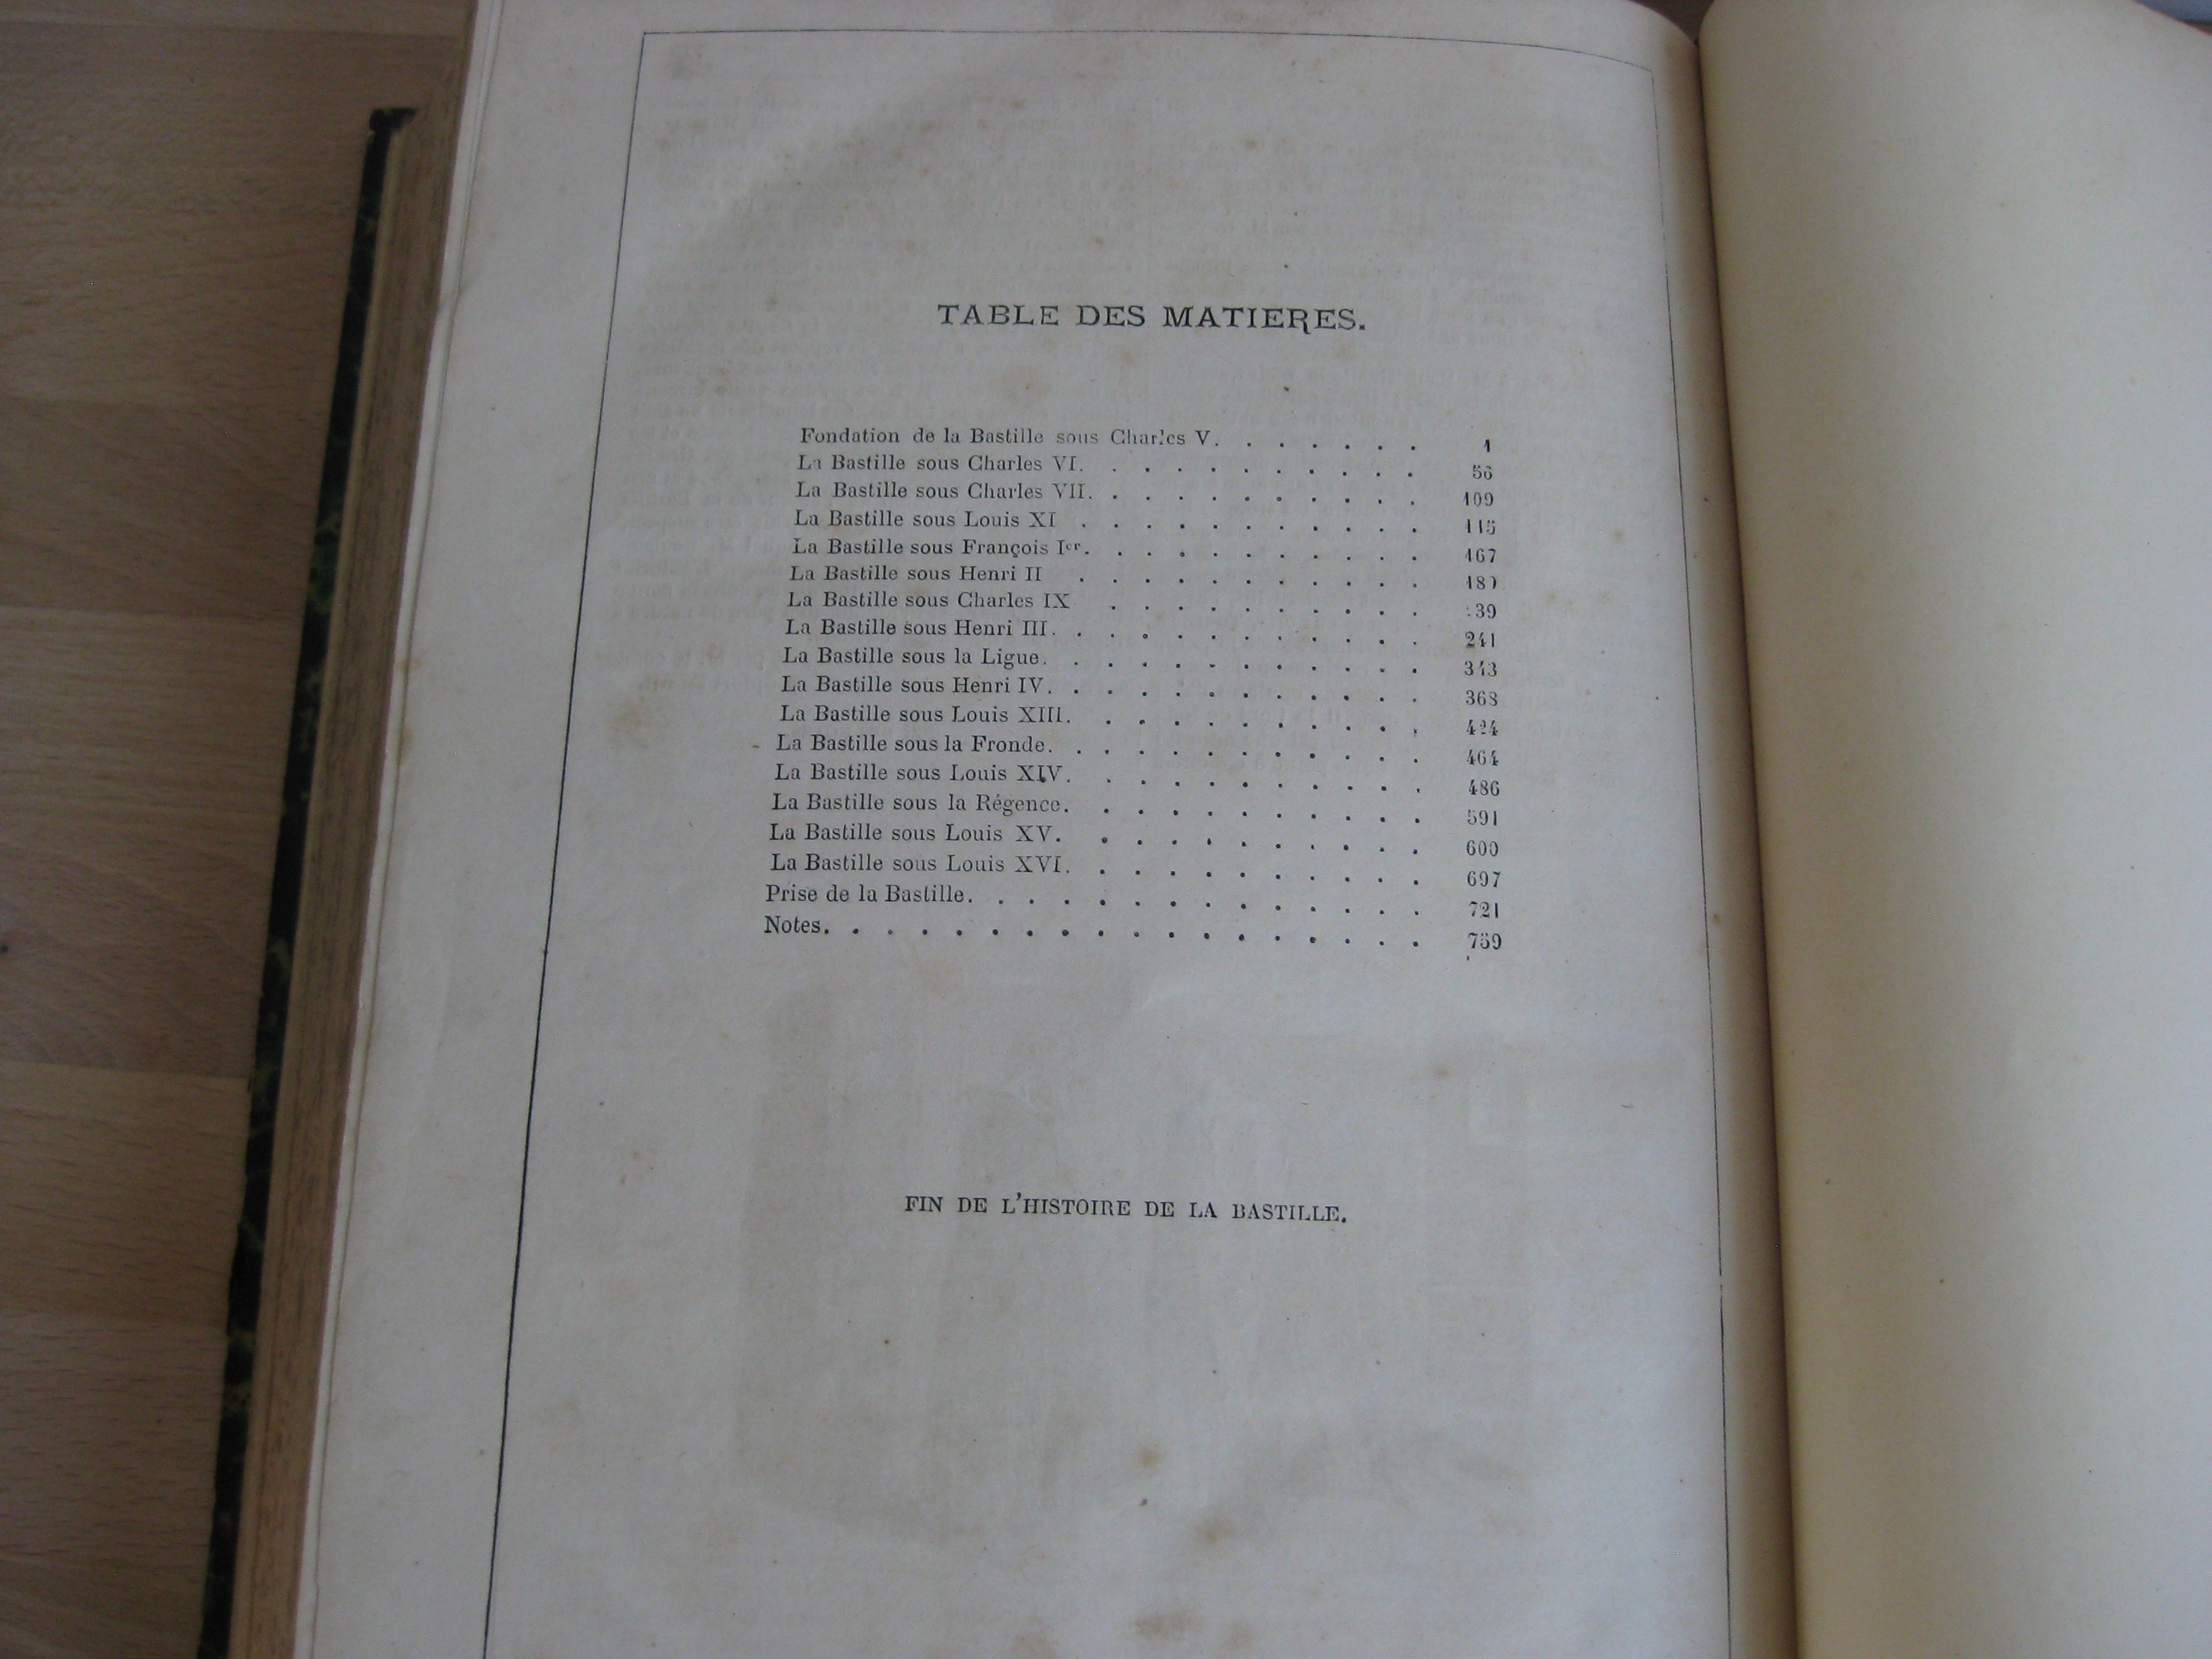 TABLE DES MATIERES.
Fondation de la Bastille sous Charles V. . . . . . . 1
La Bastille sous Charles VI. . . . . . . . . . . 56
La Bastille sous Charles VII. . . . . . . . . . . 109
La Bastille sous Louis XI . . . . . . . . . . . 115
La Bastille sous François Ier. . . . . . . . . . . 167
La Bastille sous Henri II . . . . . . . . . . .
La Bastille sous Charles IX . . . . . . . . . . 39
La Bastille sous Henri III. . . . . . . . . . . . 241
La Bastille sous la Ligue. . . . . . . . . . . . 343
La Bastille sous Henri IV. . . . . . . . . . . . 368
La Bastille sous Louis XIII. . . . . . . . . . . 424
La Bastille sous la Fronde. . . . . . . . . . . . 464
La Bastille sous Louis XIV. . . . . . . . . . . 486
La Bastille sous la Régence. . . . . . . . . . . 591
La Bastille sous Louis XV. . . . . . . . . . . 600
La Bastille sous Louis XVI. . . . . . . . . . . 697
Prise de la Bastille. . . . . . . . . . . . . . 721
Notes. . . . . . . . . . . . . . . . . . . 759
FIN DE L'HISTOIRE DE LA BASTILLE.